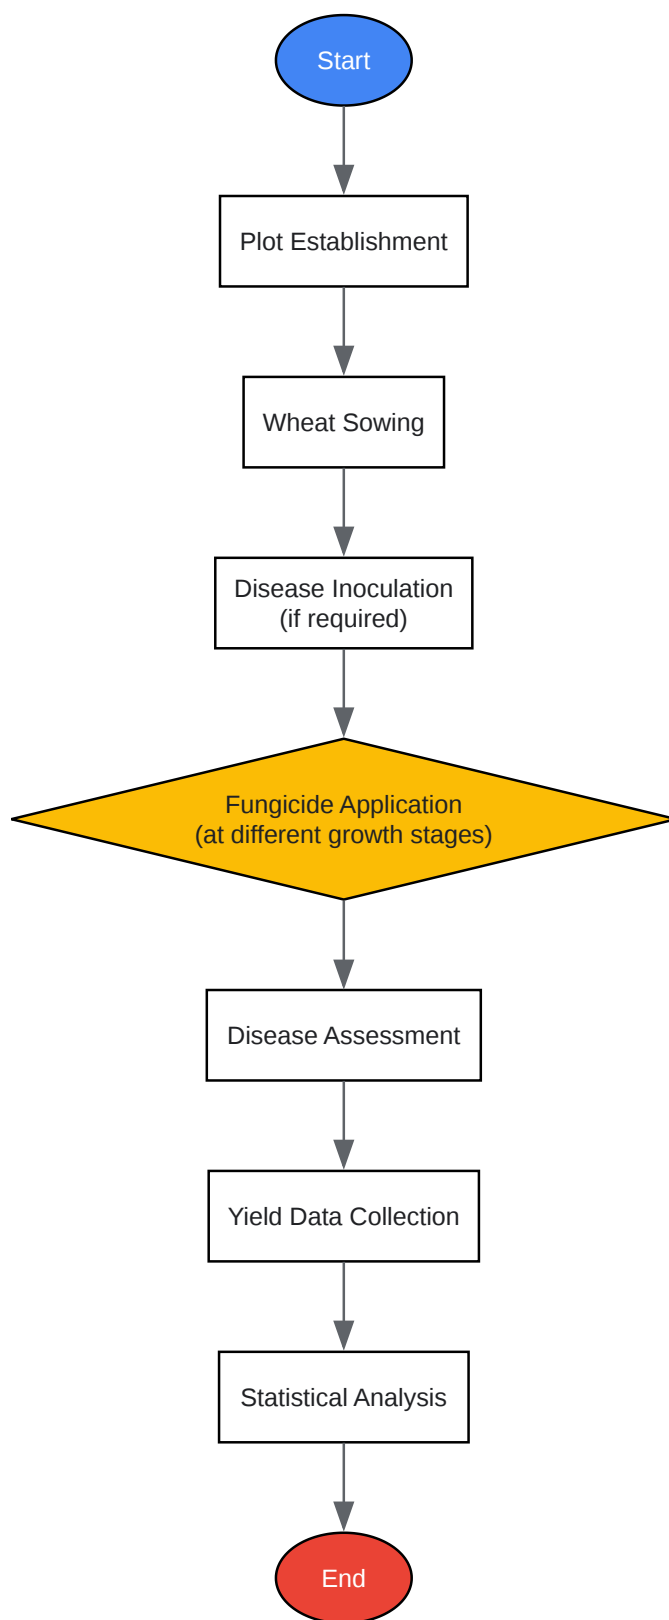 Start
Plot Establishment
Wheat Sowing
Disease Inoculation
(if required)
Fungicide Application
(at different growth stages)
Disease Assessment
Yield Data Collection
Statistical Analysis
End